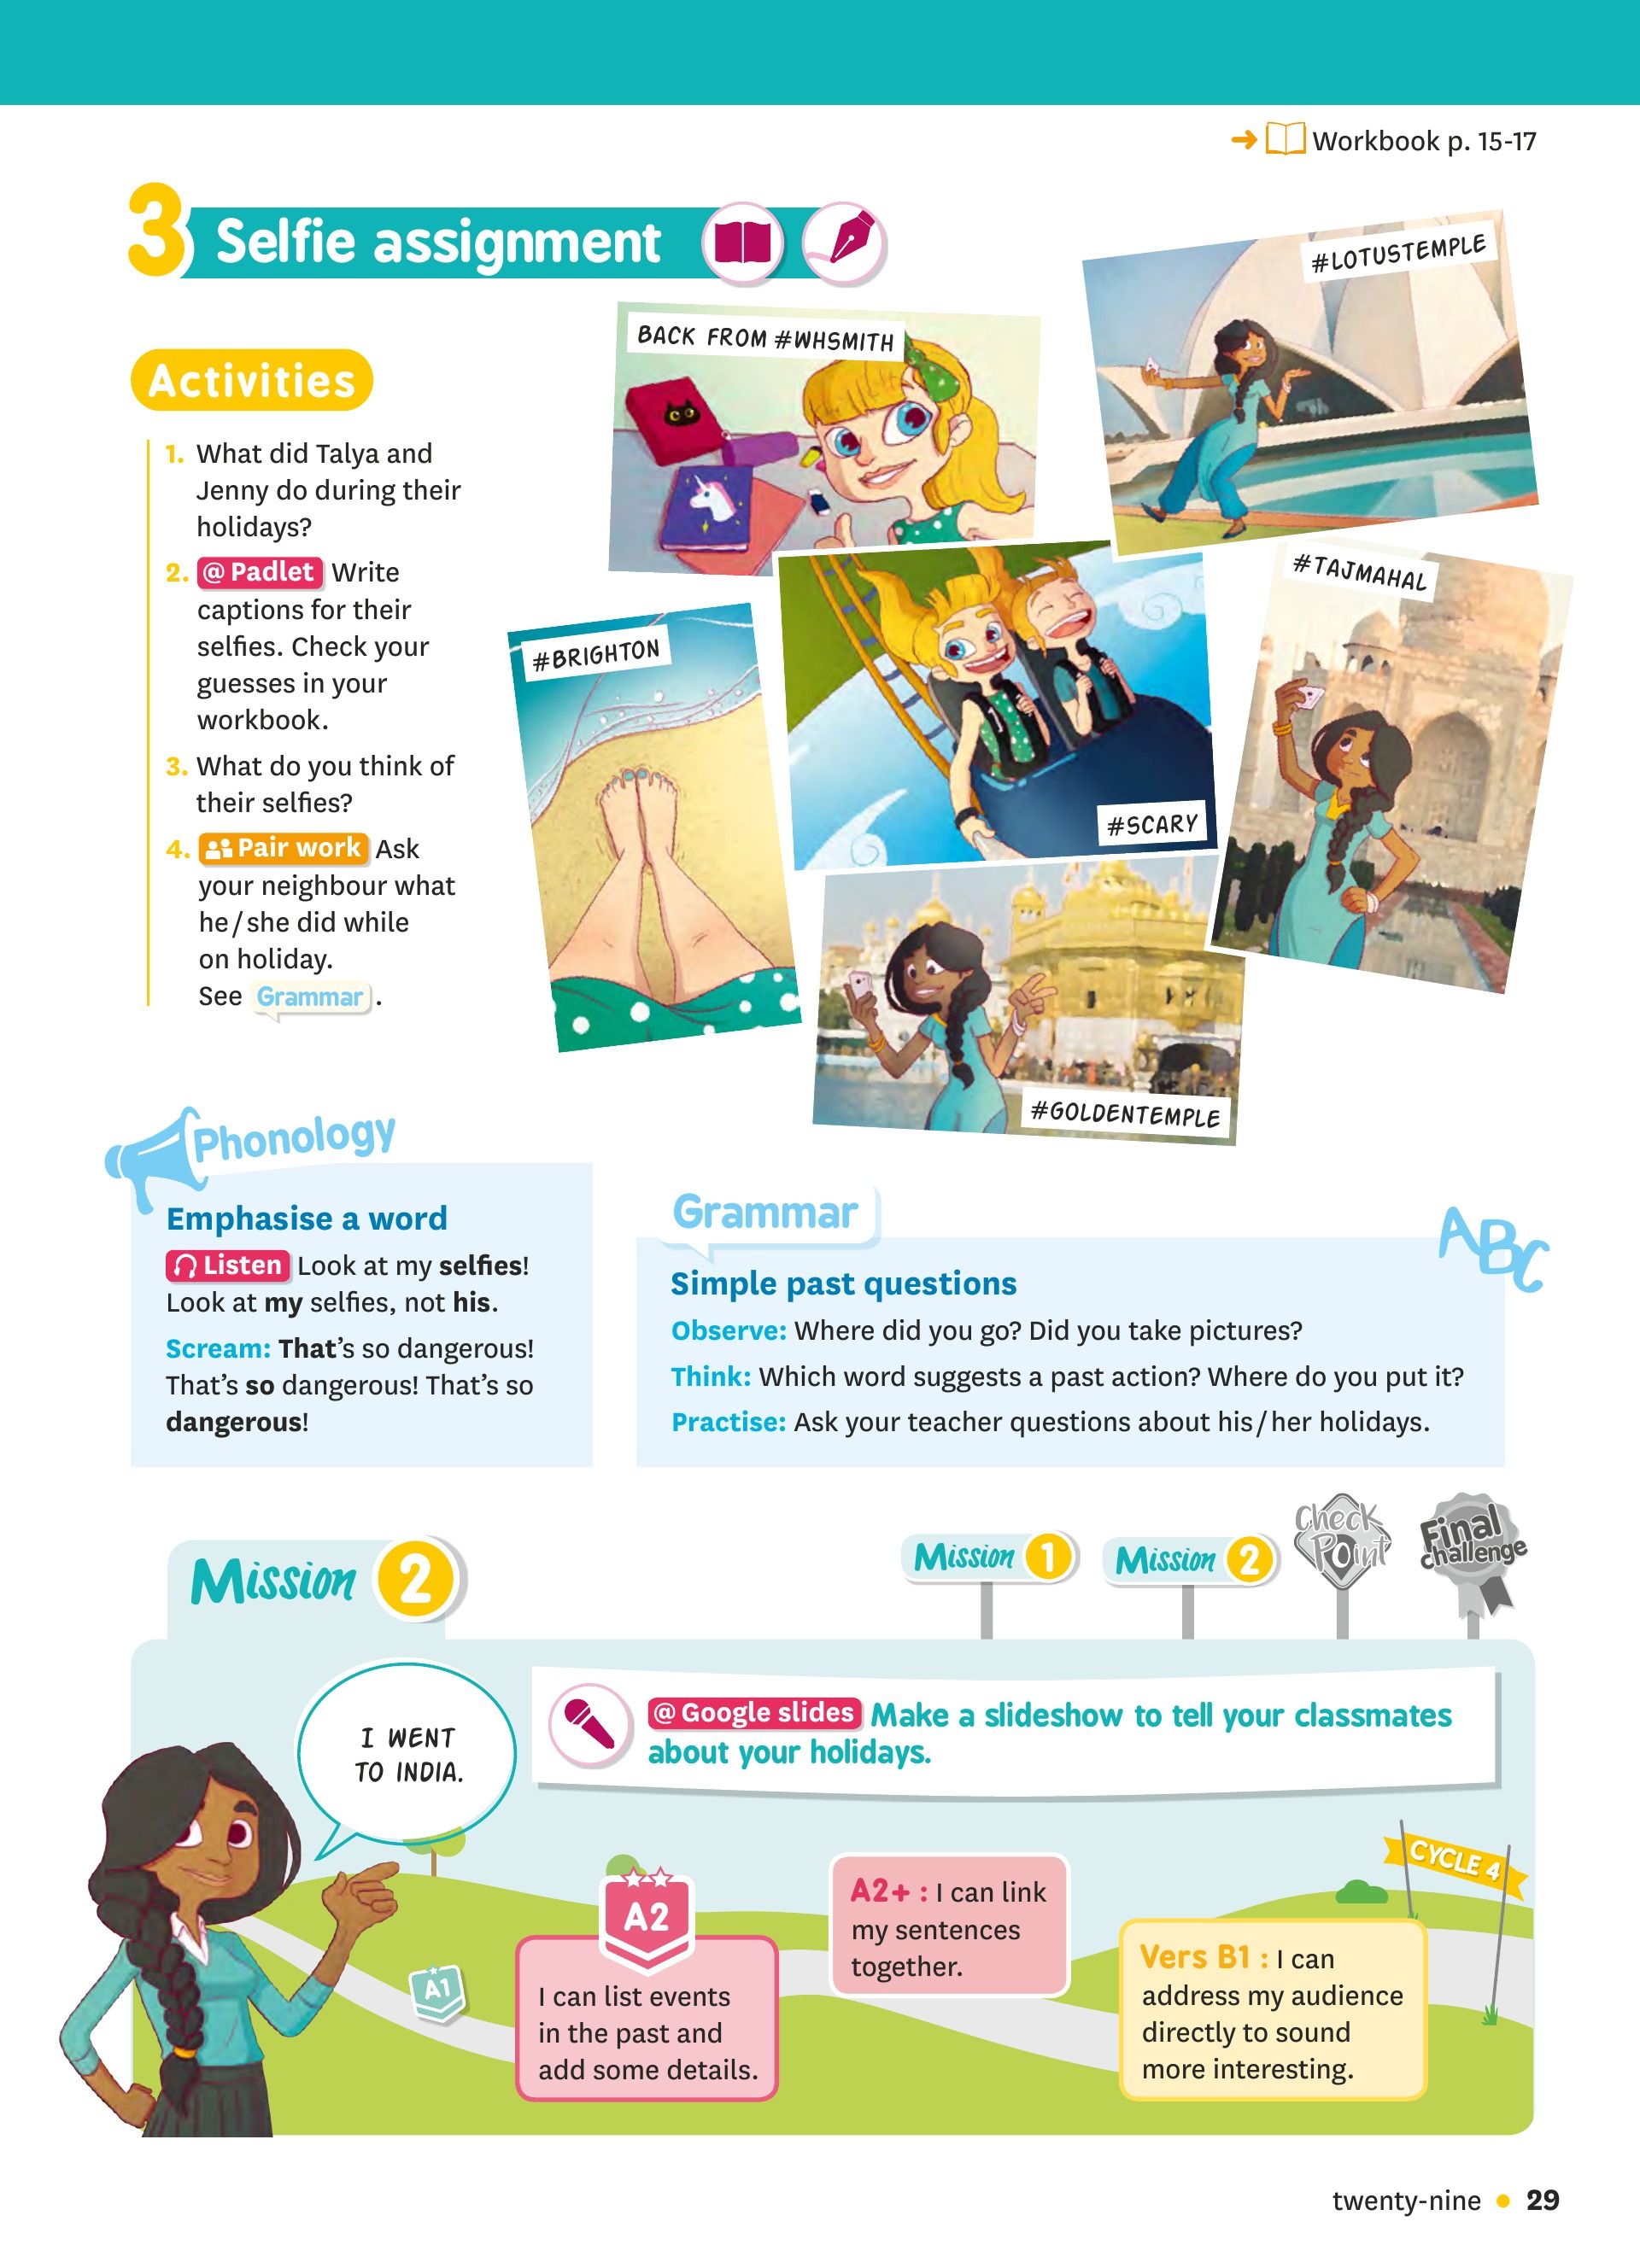 Workbook p. 15-17
3 Selfie assignment
Activities
1. What did Talya and
Jenny do during their
holidays?
2. @ Padlet Write
captions for their
selfies. Check your
guesses in your
workbook.
3. What do you think of
their selfies?
4. Pair work Ask
your neighbour what
he/she did while
on holiday.
See Grammar.
BACK FROM #WHSMITH
#LOTUSTEMPLE
#BRIGHTON
#SCARY
#TAJMAHAL
#GOLDENTEMPLE
Phonology
Emphasise a word
Listen Look at my selfies!
Look at my selfies, not his.
Scream: That's so dangerous!
That's so dangerous! That's so
dangerous!
Grammar
ABC
Simple past questions
Observe: Where did you go? Did you take pictures?
Think: Which word suggests a past action? Where do you put it?
Practise: Ask your teacher questions about his/her holidays.
Mission 2
Mission 1
Mission 2
Check
Point
Final
challenge
I WENT
TO INDIA.
@ Google slides Make a slideshow to tell your classmates
about your holidays.
CYCLE 4
A1
A2
I can list events
in the past and
add some details.
A2+ : I can link
my sentences
together.
Vers B1 : I can
address my audience
directly to sound
more interesting.
twenty-nine • 29